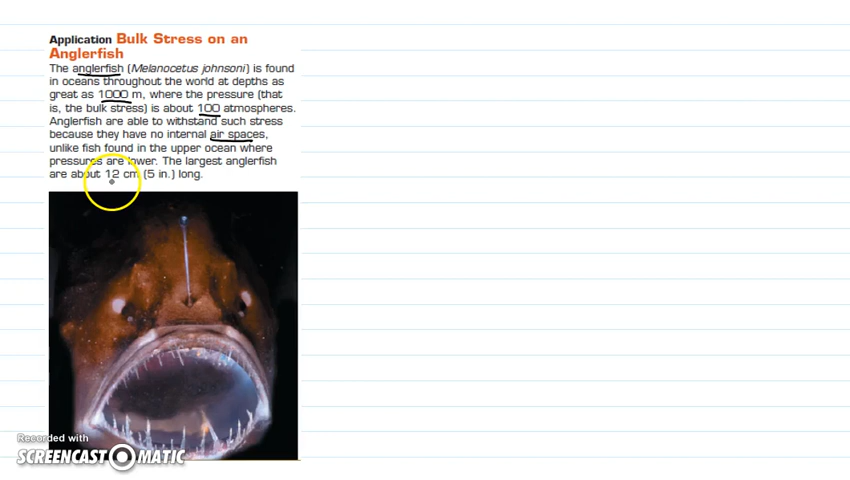 Application Bulk Stress on an
Anglerfish
The anglerfish (Melanocetus johnsoni) is found
in oceans throughout the world at depths as
great as 1000 m, where the pressure (that
is, the bulk stress) is about 100 atmospheres.
Anglerfish are able to withstand such stress
because they have no internal air spaces,
unlike fish found in the upper ocean where
pressures are lower. The largest anglerfish
are about 12 cm (5 in.) long.
Recorded with
SCREENCAST MATIC